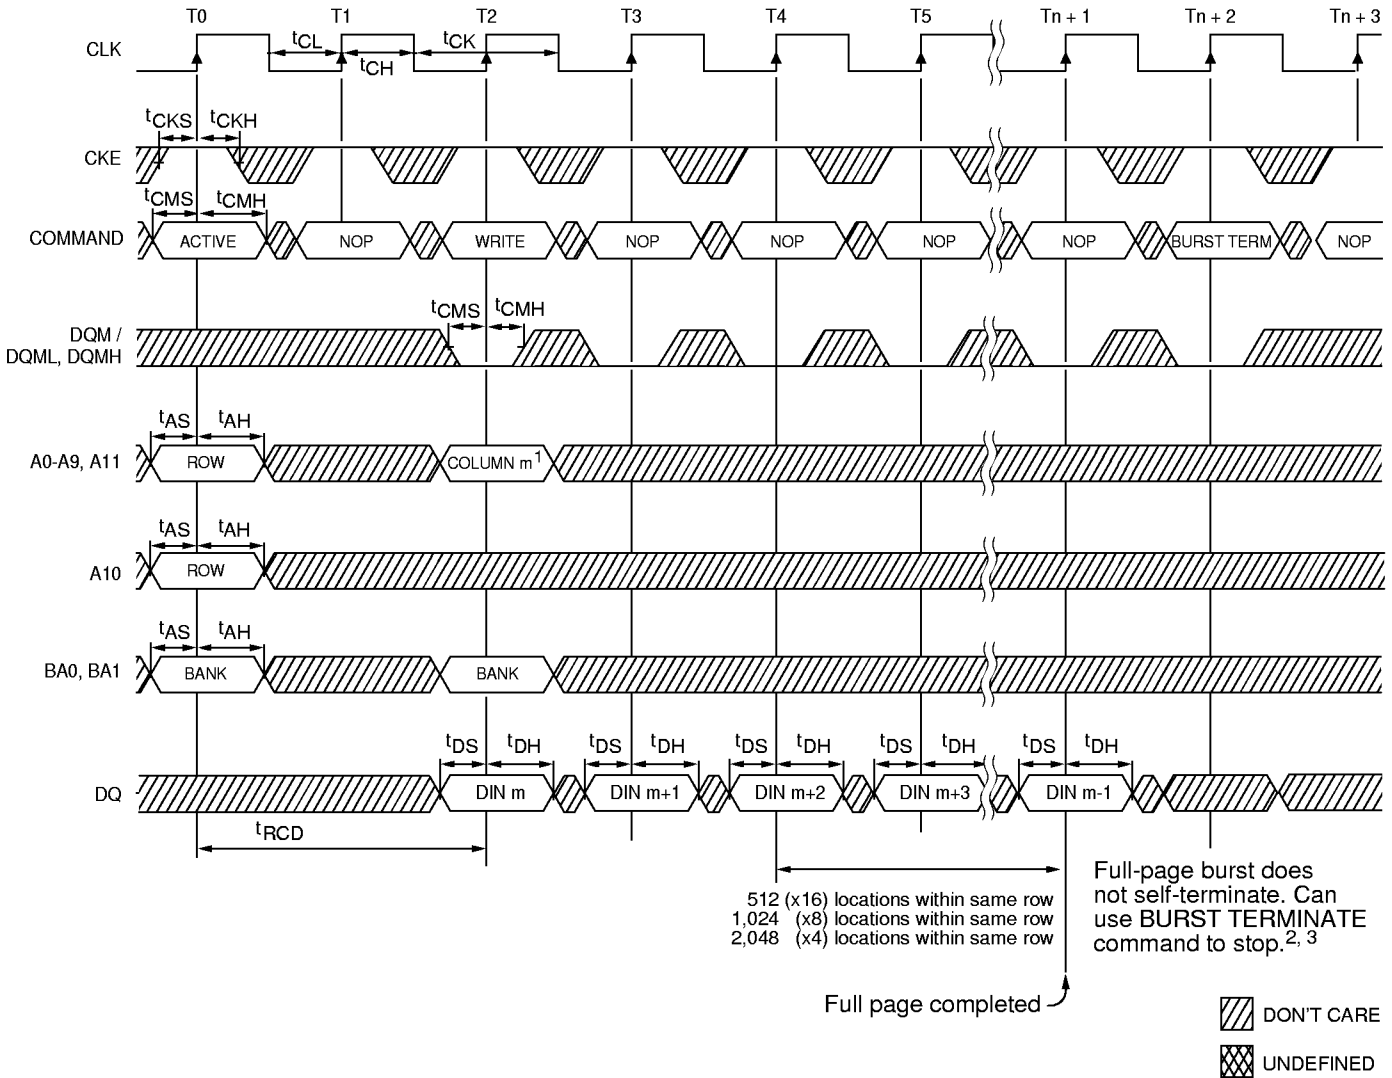 T0 T1 T2 T3 T4 T5 Tn + 1 Tn + 2 Tn + 3
CLK
tCL tCH tCK
tCKS tCKH
CKE
tCMS tCMH
COMMAND ACTIVE NOP WRITE NOP NOP NOP NOP BURST TERM NOP
tCMS tCMH
DQM /
DQML, DQMH
tAS tAH
A0-A9, A11 ROW COLUMN m1
tAS tAH
A10 ROW
tAS tAH
BA0, BA1 BANK BANK
tDS tDH tDS tDH tDS tDH tDS tDH tDS tDH
DQ DIN m DIN m+1 DIN m+2 DIN m+3 DIN m-1
tRCD
512 (x16) locations within same row
1,024 (x8) locations within same row
2,048 (x4) locations within same row
Full-page burst does
not self-terminate. Can
use BURST TERMINATE
command to stop.2, 3
Full page completed
DON'T CARE
UNDEFINED